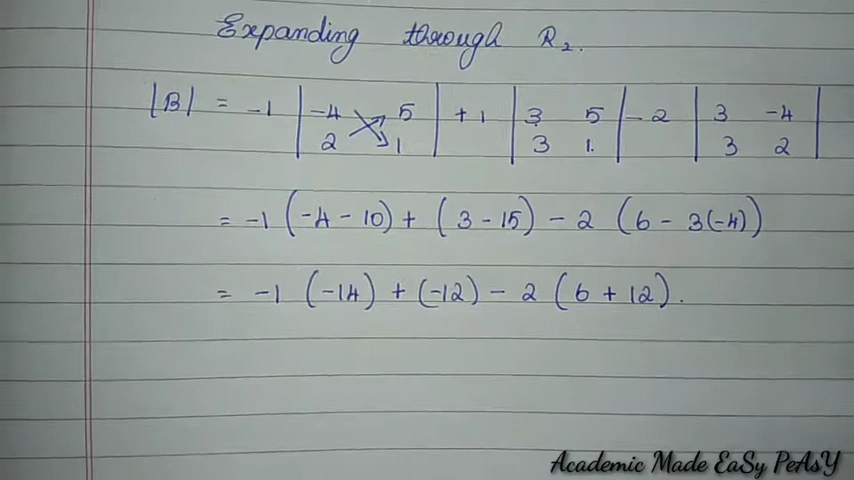 Expanding through R₂.
|B| = -1 |-4 5| + 1 |3 5| - 2 |3 -4|
2 1 3 1. 3 2
= -1 (-4 - 10) + (3 - 15) - 2 (6 - 3(-4))
= -1 (-14) + (-12) - 2 (6 + 12).
Academic Made EaSy PeAsY